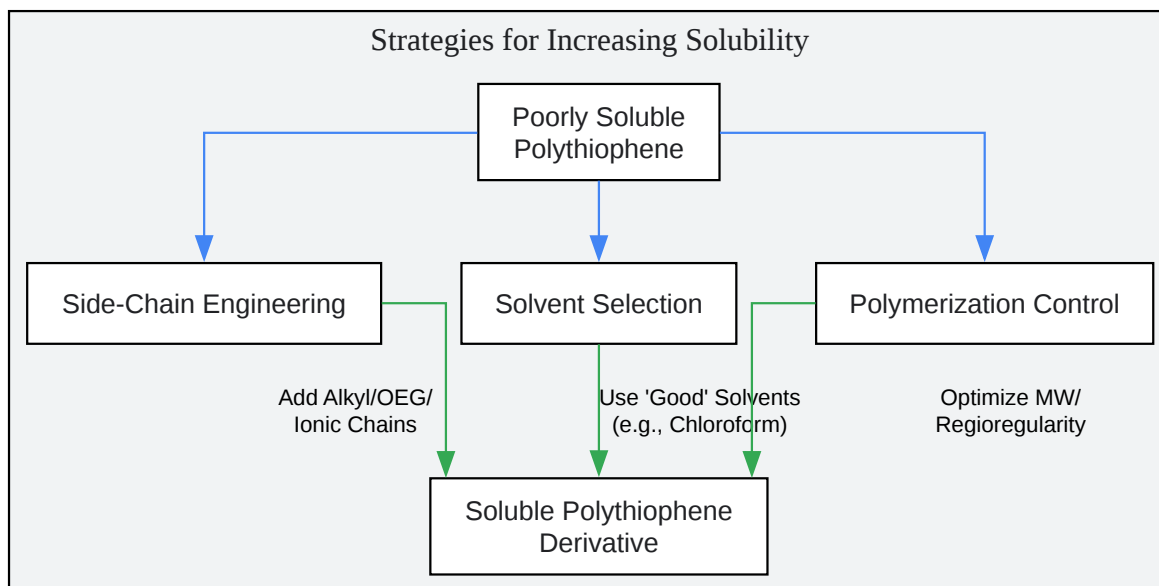 Strategies for Increasing Solubility
Poorly Soluble
Polythiophene
Side-Chain Engineering
Solvent Selection
Polymerization Control
Add Alkyl/OEG/
Ionic Chains
Use 'Good' Solvents
(e.g., Chloroform)
Optimize MW/
Regioregularity
Soluble Polythiophene
Derivative